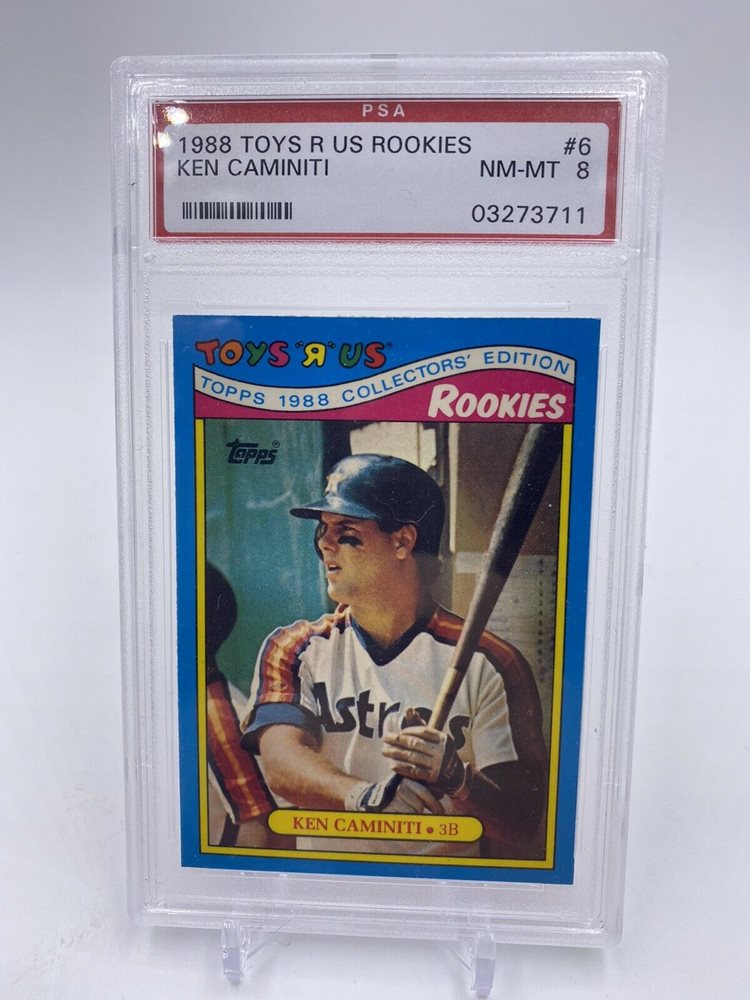 PSA
1988 TOYS R US ROOKIES #6
KEN CAMINITI NM-MT 8
03273711
TOYS "R" US®
TOPPS 1988 COLLECTORS' EDITION
ROOKIES
Topps®
Astros
KEN CAMINITI • 3B